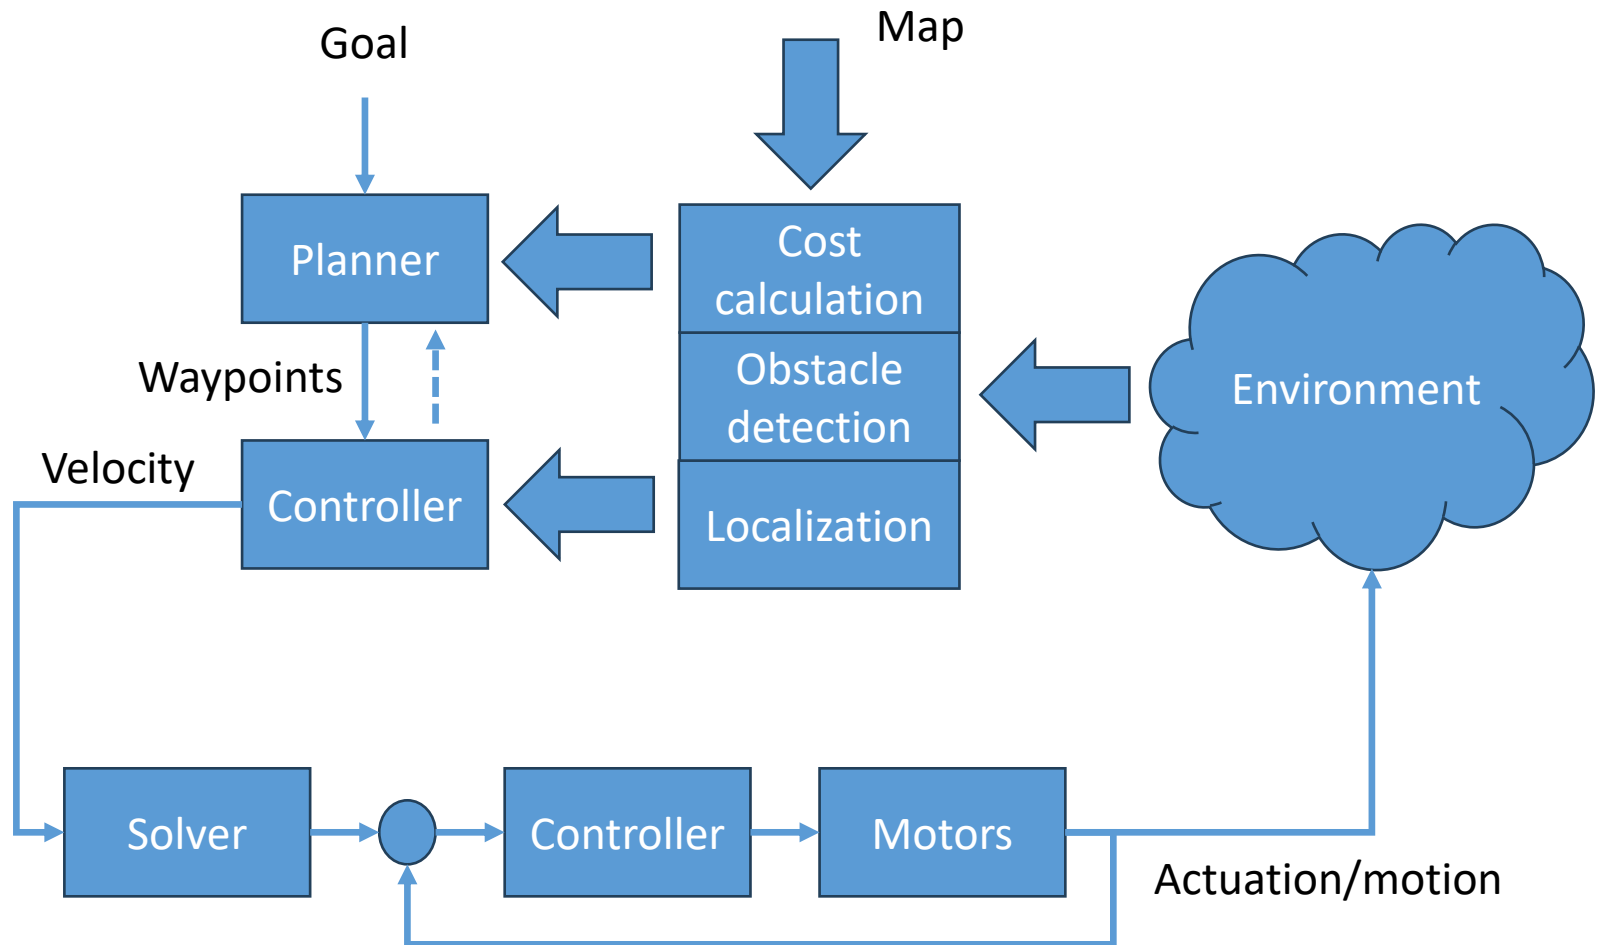 Map
Goal
Planner
Cost
calculation
Waypoints
Obstacle
detection
Environment
Velocity
Controller
Localization
Solver
Controller
Motors
Actuation/motion